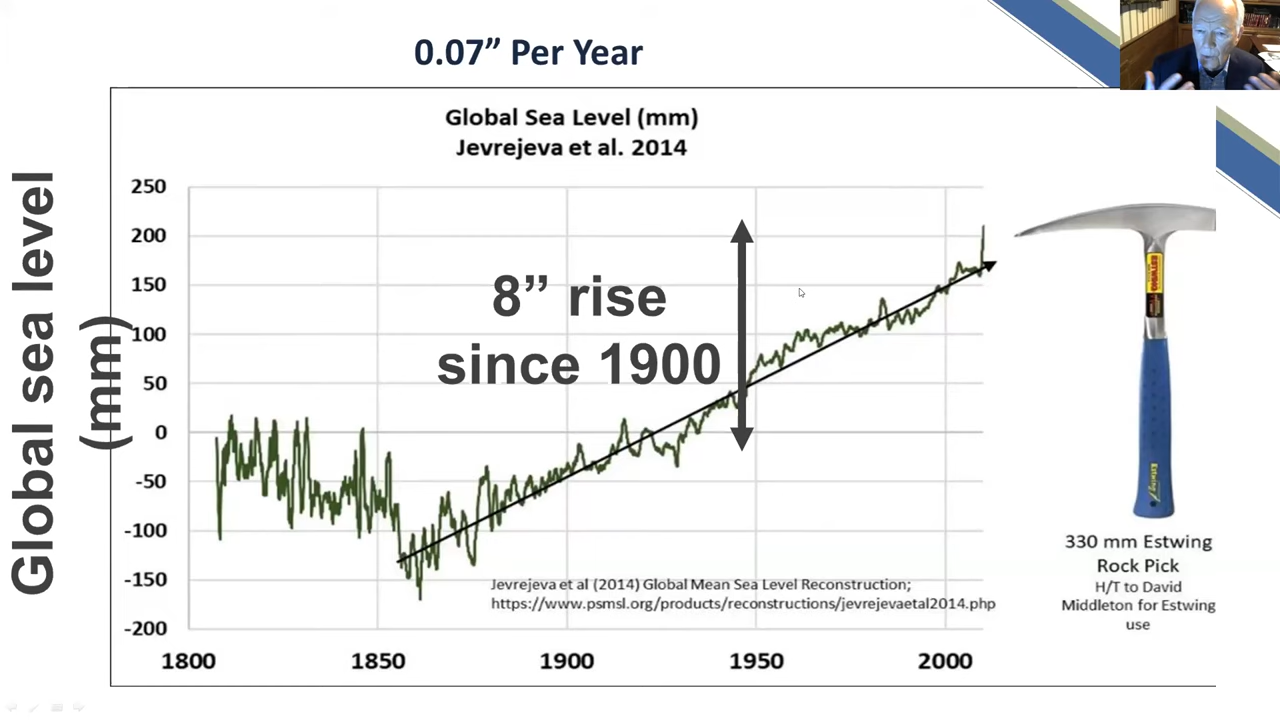 0.07” Per Year
Global Sea Level (mm)
Jevrejeva et al. 2014
Global sea level
(mm)
250
200
150
100
50
0
-50
-100
-150
-200
1800
1850
1900
1950
2000
8” rise
since 1900
Jevrejeva et al (2014) Global Mean Sea Level Reconstruction;
https://www.psmsl.org/products/reconstructions/jevrejevaetal2014.php
ESTWING
Estwing
330 mm Estwing
Rock Pick
H/T to David
Middleton for Estwing
use